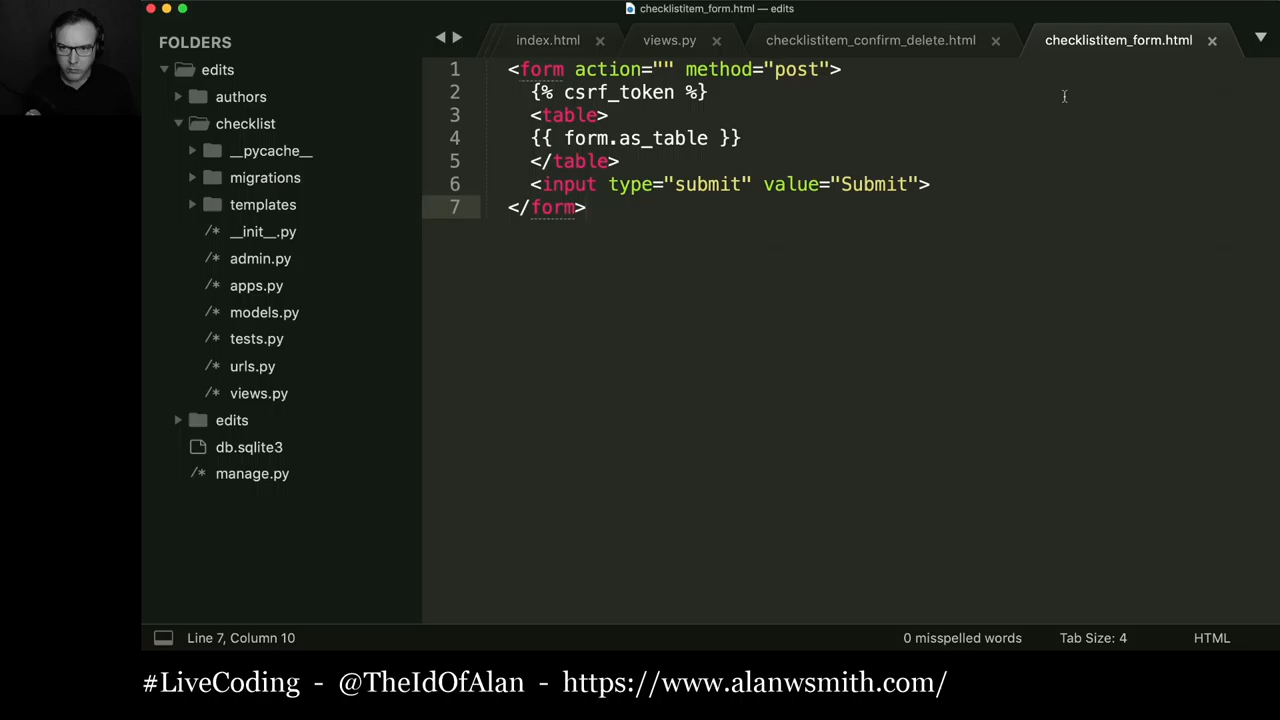 checklistitem_form.html — edits
FOLDERS
edits
authors
checklist
__pycache__
migrations
templates
/* __init__.py
/* admin.py
/* apps.py
/* models.py
/* tests.py
/* urls.py
/* views.py
edits
db.sqlite3
/* manage.py
index.html × views.py × checklistitem_confirm_delete.html × checklistitem_form.html ×
1 <form action="" method="post">
2 {% csrf_token %}
3 <table>
4 {{ form.as_table }}
5 </table>
6 <input type="submit" value="Submit">
7 </form>
Line 7, Column 10 0 misspelled words Tab Size: 4 HTML
#LiveCoding - @TheIdOfAlan - https://www.alanwsmith.com/